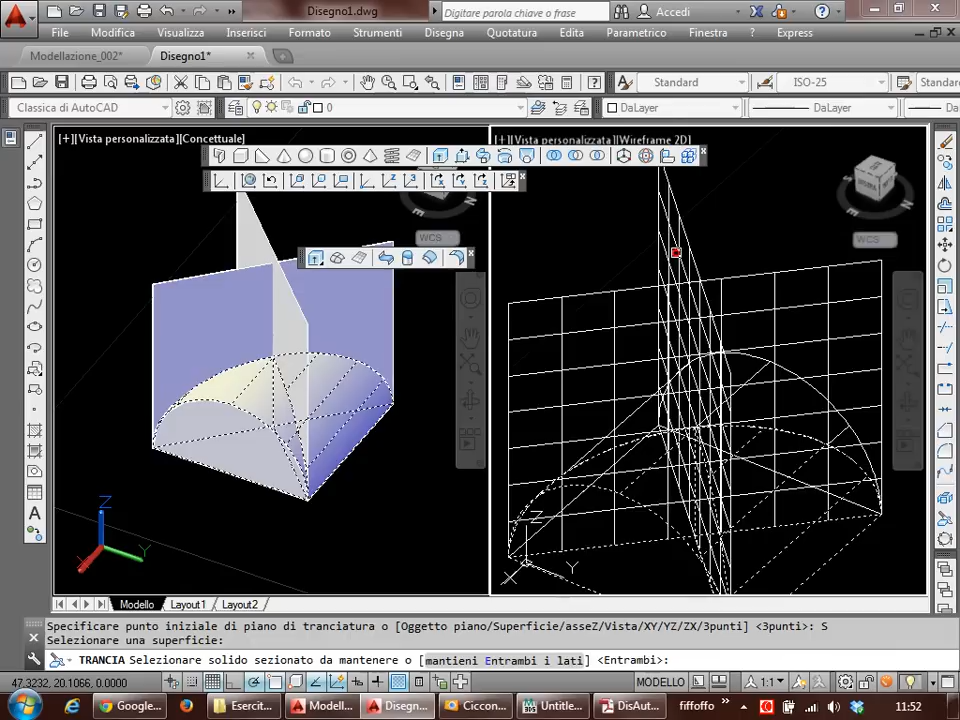 Disegno1.dwg
Digitare parola chiave o frase
Accedi
File Modifica Visualizza Inserisci Formato Strumenti Disegna Quotatura Edita Parametrico Finestra ? Express
Modellazione_002* Disegno1*
Standard ISO-25 Standar
Classica di AutoCAD 0 DaLayer DaLayer DaL
[+][Vista personalizzata][Concettuale] [+][Vista personalizzata][Wireframe 2D]
WCS WCS
Z
Y
X
Z
Y
X
Modello Layout1 Layout2
Specificare punto iniziale di piano di tranciatura o [Oggetto piano/Superficie/asseZ/Vista/XY/YZ/ZX/3punti] <3punti>: S
Selezionare una superficie:
TRANCIA Selezionare solido sezionato da mantenere o [mantieni Entrambi i lati] <Entrambi>:
47.3232, 20.1066, 0.0000 MODELLO 1:1
Google... Esercit... Modell... Disegn... Ciccon... Untitle... DisAut... fiffoffo 11:52